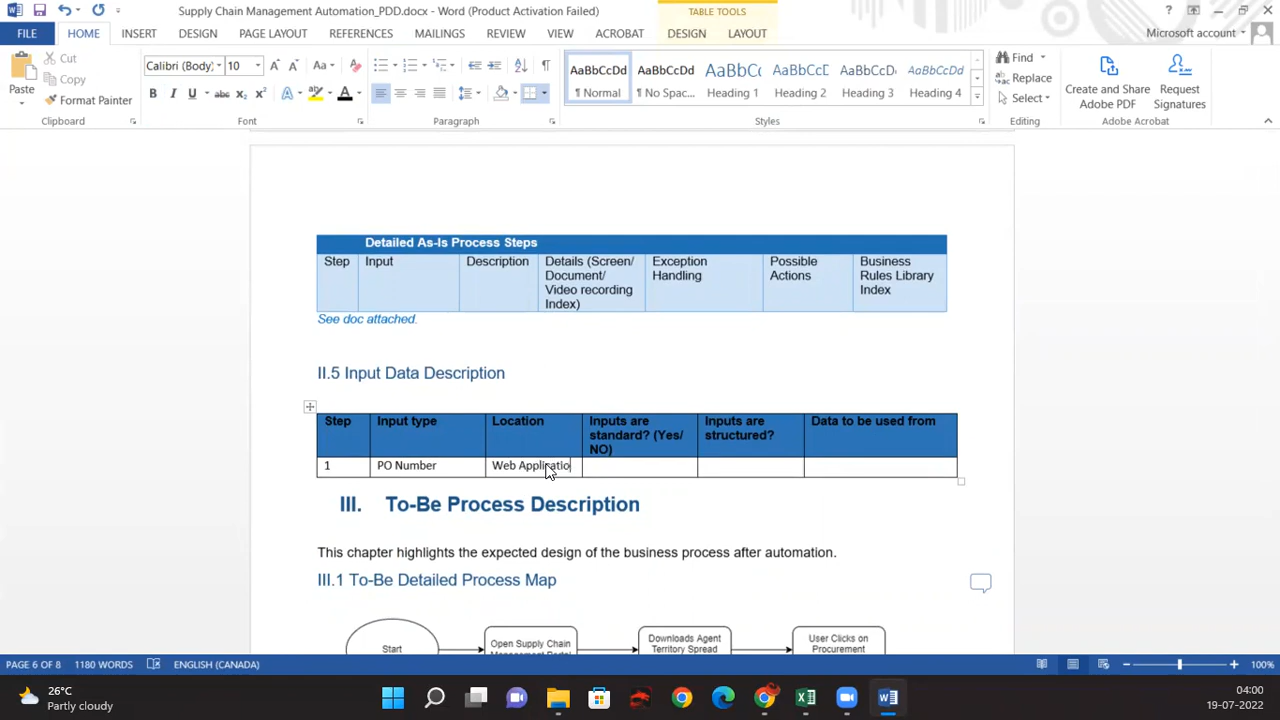 Supply Chain Management Automation_PDD.docx - Word (Product Activation Failed)
TABLE TOOLS
FILE HOME INSERT DESIGN PAGE LAYOUT REFERENCES MAILINGS REVIEW VIEW ACROBAT DESIGN LAYOUT
Microsoft account
Paste
Cut
Copy
Format Painter
Clipboard
Calibri (Body) 10
Font
Paragraph
AaBbCcDd AaBbCcDd AaBbCc AaBbCcD AaBbCcDd AaBbCcDd
¶ Normal ¶ No Spac... Heading 1 Heading 2 Heading 3 Heading 4
Styles
Find
Replace
Select
Editing
Create and Share
Adobe PDF
Request
Signatures
Adobe Acrobat
Detailed As-Is Process Steps
Step
Input
Description
Details (Screen/
Document/
Video recording
Index)
Exception
Handling
Possible
Actions
Business
Rules Library
Index
See doc attached.
II.5 Input Data Description
Step
Input type
Location
Inputs are
standard? (Yes/
NO)
Inputs are
structured?
Data to be used from
1
PO Number
Web Applicatio
III. To-Be Process Description
This chapter highlights the expected design of the business process after automation.
III.1 To-Be Detailed Process Map
Start
Open Supply Chain
Downloads Agent
Territory Spread
User Clicks on
Procurement
PAGE 6 OF 8 1180 WORDS ENGLISH (CANADA) 100%
26°C
Partly cloudy
04:00
19-07-2022